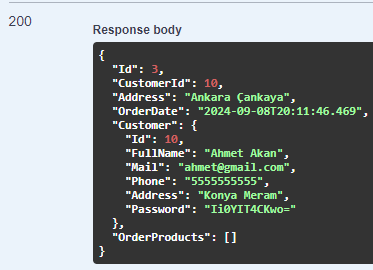 200
Response body
{
  "Id": 3,
  "CustomerId": 10,
  "Address": "Ankara Çankaya",
  "OrderDate": "2024-09-08T20:11:46.469",
  "Customer": {
    "Id": 10,
    "FullName": "Ahmet Akan",
    "Mail": "ahmet@gmail.com",
    "Phone": "5555555555",
    "Address": "Konya Meram",
    "Password": "Ii0YIT4CKwo="
  },
  "OrderProducts": []
}